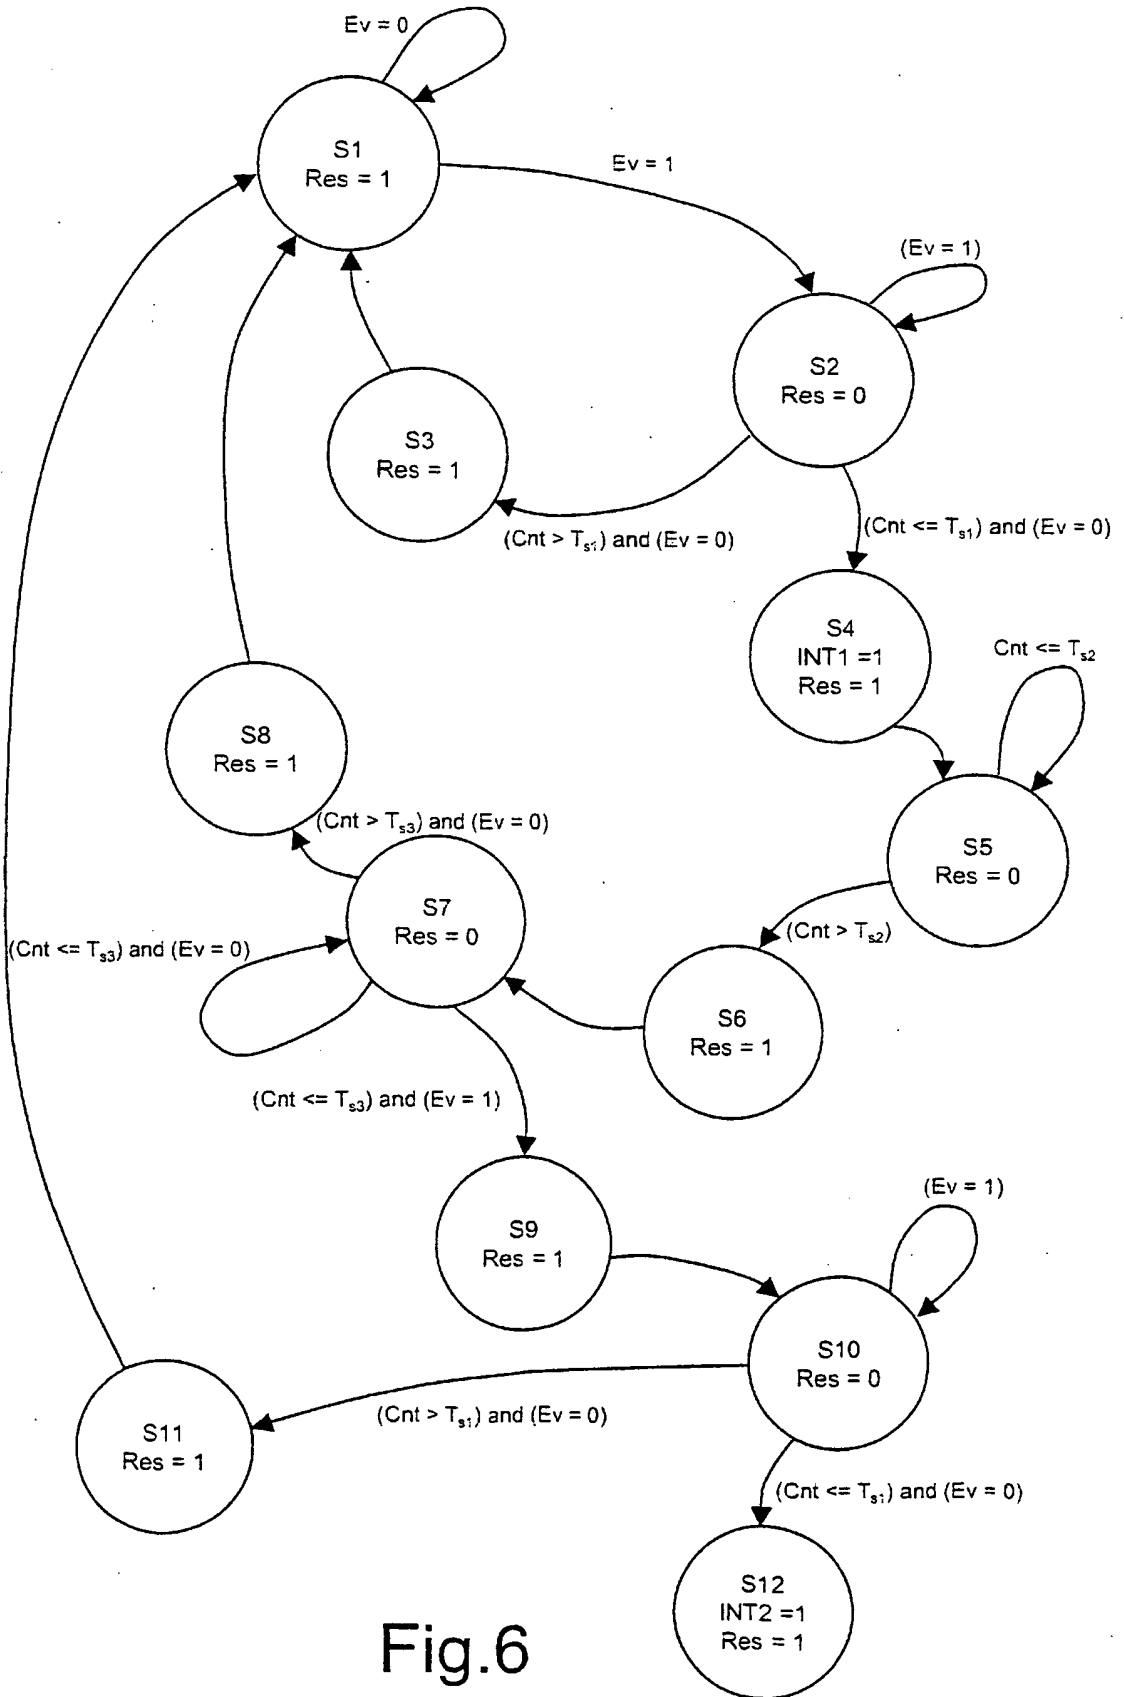 Ev = 0
S1
Res = 1
Ev = 1
(Ev = 1)
S2
Res = 0
S3
Res = 1
(Cnt > Ts1) and (Ev = 0)
(Cnt <= Ts1) and (Ev = 0)
S4
INT1 =1
Res = 1
Cnt <= Ts2
S8
Res = 1
(Cnt > Ts3) and (Ev = 0)
S5
Res = 0
S7
Res = 0
(Cnt > Ts2)
(Cnt <= Ts3) and (Ev = 0)
S6
Res = 1
(Cnt <= Ts3) and (Ev = 1)
(Ev = 1)
S9
Res = 1
S10
Res = 0
(Cnt > Ts1) and (Ev = 0)
S11
Res = 1
(Cnt <= Ts1) and (Ev = 0)
S12
INT2 =1
Res = 1
Fig.6